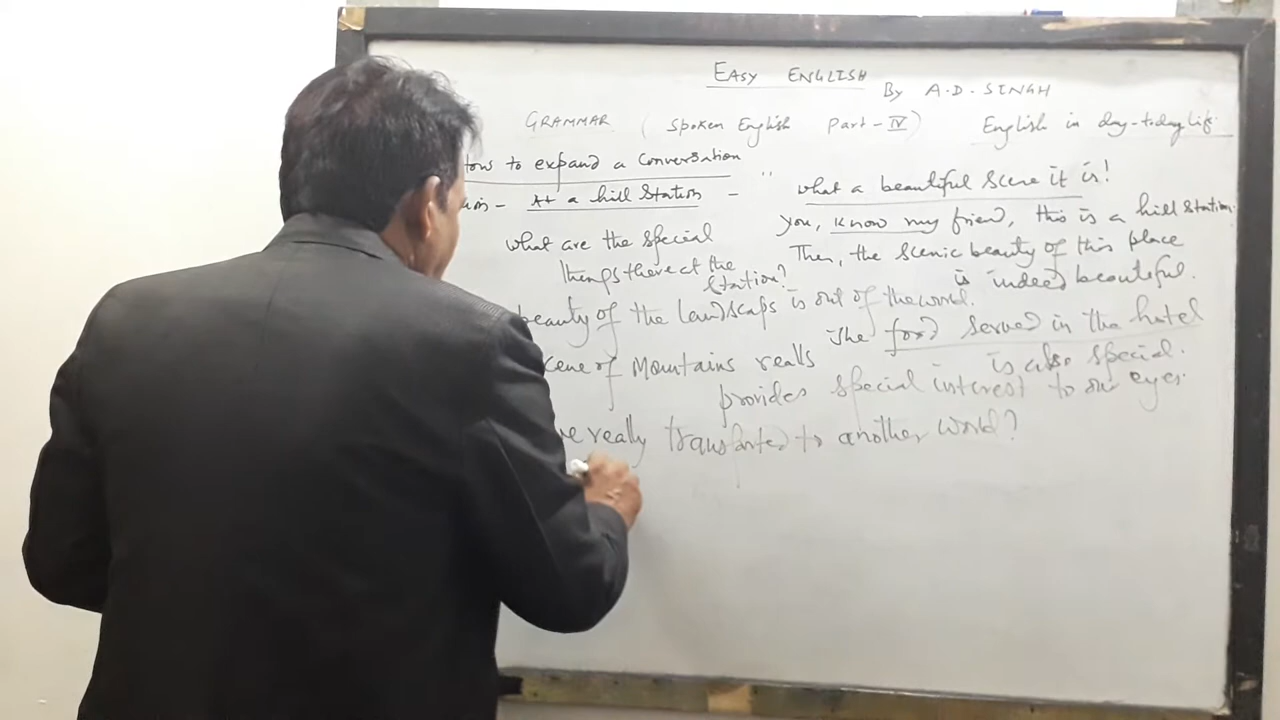 EASY ENGLISH
By A.D. SINGH
GRAMMAR (Spoken English Part-IV) English in day-today life.
to expand a Conversation "
At a hill Station - What a beautiful Scene it is!
You, know my friend, this is a hill station.
What are the special Then, the scenic beauty of this place
things there at the is indeed beautiful.
station?
beauty of the landscape is out of the world.
The food served in the hotel
of Mountains really is also special.
provides special interest to our eyes.
really transported to another world?